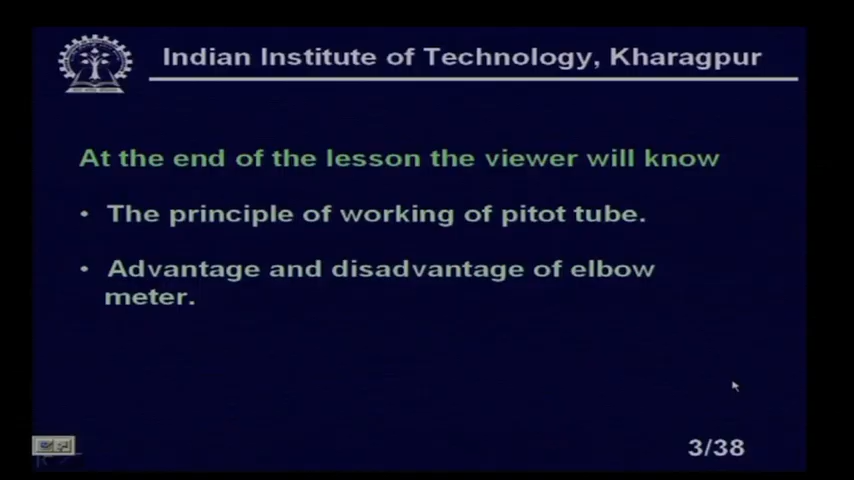 Indian Institute of Technology, Kharagpur
At the end of the lesson the viewer will know
• The principle of working of pitot tube.
• Advantage and disadvantage of elbow
meter.
3/38